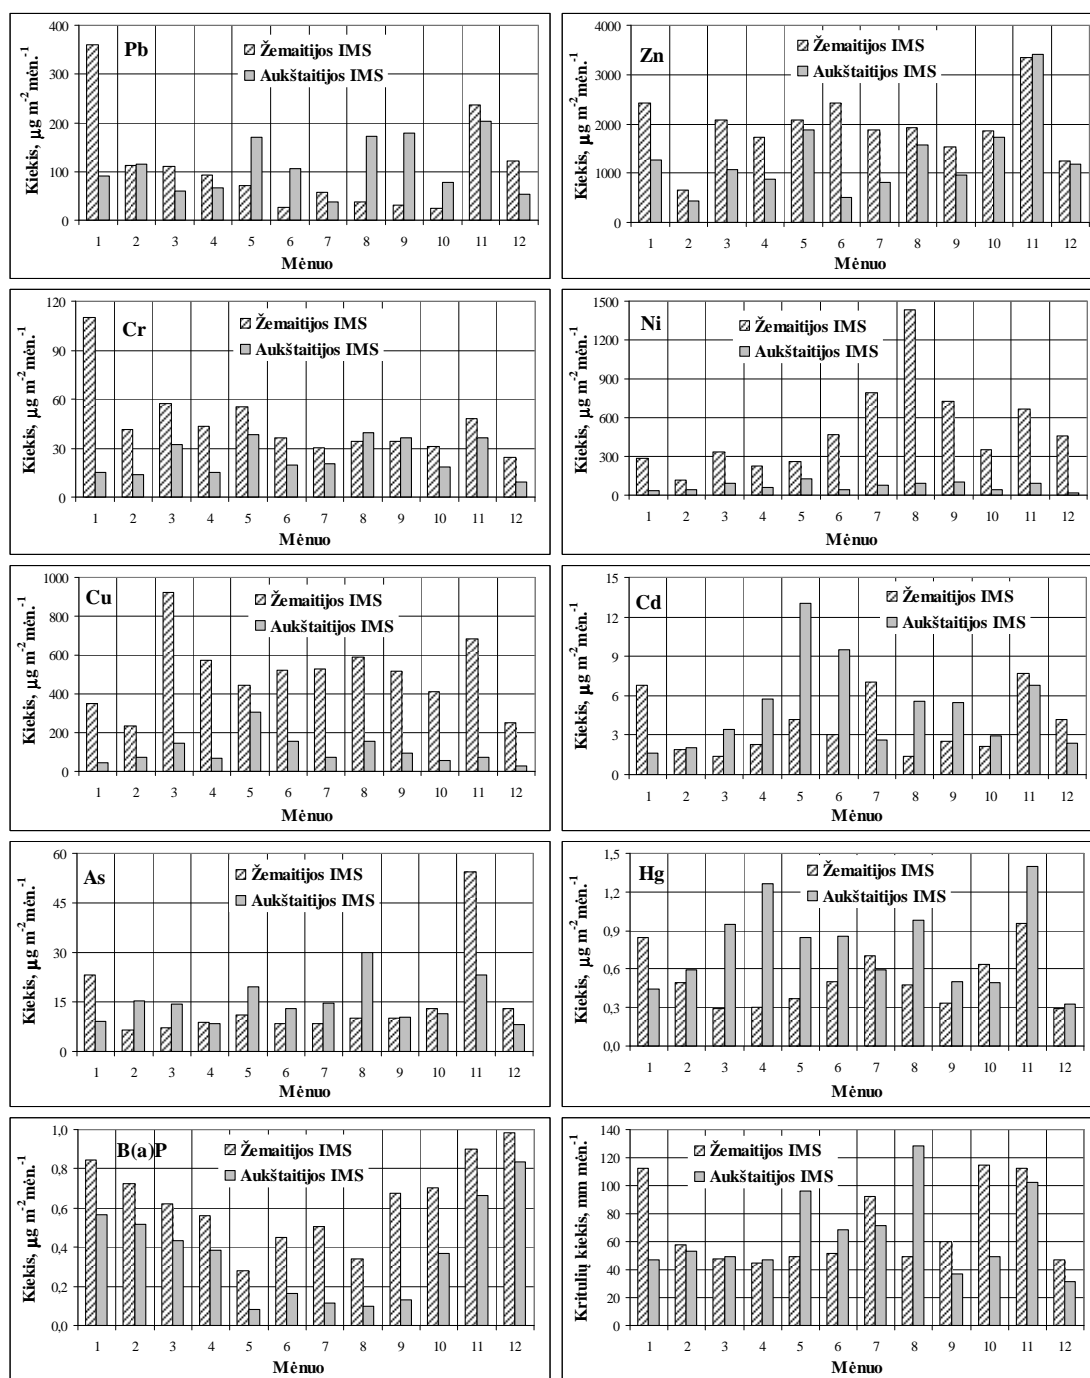 Pb
Žemaitijos IMS
Aukštaitijos IMS
Kiekis, µg m⁻² mėn.⁻¹
400
300
200
100
0
1 2 3 4 5 6 7 8 9 10 11 12
Mėnuo
Zn
Žemaitijos IMS
Aukštaitijos IMS
Kiekis, µg m⁻² mėn.⁻¹
4000
3000
2000
1000
0
1 2 3 4 5 6 7 8 9 10 11 12
Mėnuo
Cr
Žemaitijos IMS
Aukštaitijos IMS
Kiekis, µg m⁻² mėn.⁻¹
120
90
60
30
0
1 2 3 4 5 6 7 8 9 10 11 12
Mėnuo
Ni
Žemaitijos IMS
Aukštaitijos IMS
Kiekis, µg m⁻² mėn.⁻¹
1500
1200
900
600
300
0
1 2 3 4 5 6 7 8 9 10 11 12
Mėnuo
Cu
Žemaitijos IMS
Aukštaitijos IMS
Kiekis, µg m⁻² mėn.⁻¹
1000
800
600
400
200
0
1 2 3 4 5 6 7 8 9 10 11 12
Mėnuo
Cd
Žemaitijos IMS
Aukštaitijos IMS
Kiekis, µg m⁻² mėn.⁻¹
15
12
9
6
3
0
1 2 3 4 5 6 7 8 9 10 11 12
Mėnuo
As
Žemaitijos IMS
Aukštaitijos IMS
Kiekis, µg m⁻² mėn.⁻¹
60
45
30
15
0
1 2 3 4 5 6 7 8 9 10 11 12
Mėnuo
Hg
Žemaitijos IMS
Aukštaitijos IMS
Kiekis, µg m⁻² mėn.⁻¹
1,5
1,2
0,9
0,6
0,3
0,0
1 2 3 4 5 6 7 8 9 10 11 12
Mėnuo
B(a)P
Žemaitijos IMS
Aukštaitijos IMS
Kiekis, µg m⁻² mėn.⁻¹
1,0
0,8
0,6
0,4
0,2
0,0
1 2 3 4 5 6 7 8 9 10 11 12
Mėnuo
Žemaitijos IMS
Aukštaitijos IMS
Kritulių kiekis, mm mėn.⁻¹
140
120
100
80
60
40
20
0
1 2 3 4 5 6 7 8 9 10 11 12
Mėnuo